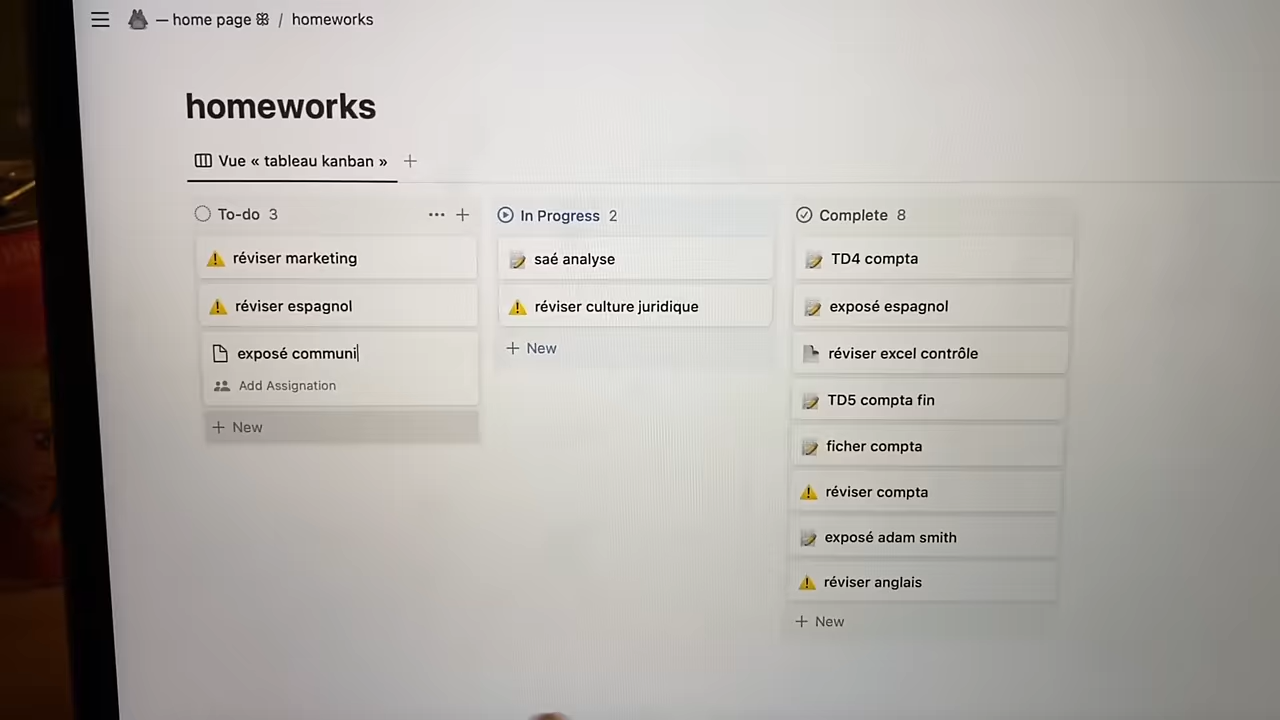 — home page / homeworks
homeworks
Vue « tableau kanban »
To-do 3
réviser marketing
réviser espagnol
exposé communi
Add Assignation
New
In Progress 2
saé analyse
réviser culture juridique
New
Complete 8
TD4 compta
exposé espagnol
réviser excel contrôle
TD5 compta fin
ficher compta
réviser compta
exposé adam smith
réviser anglais
New